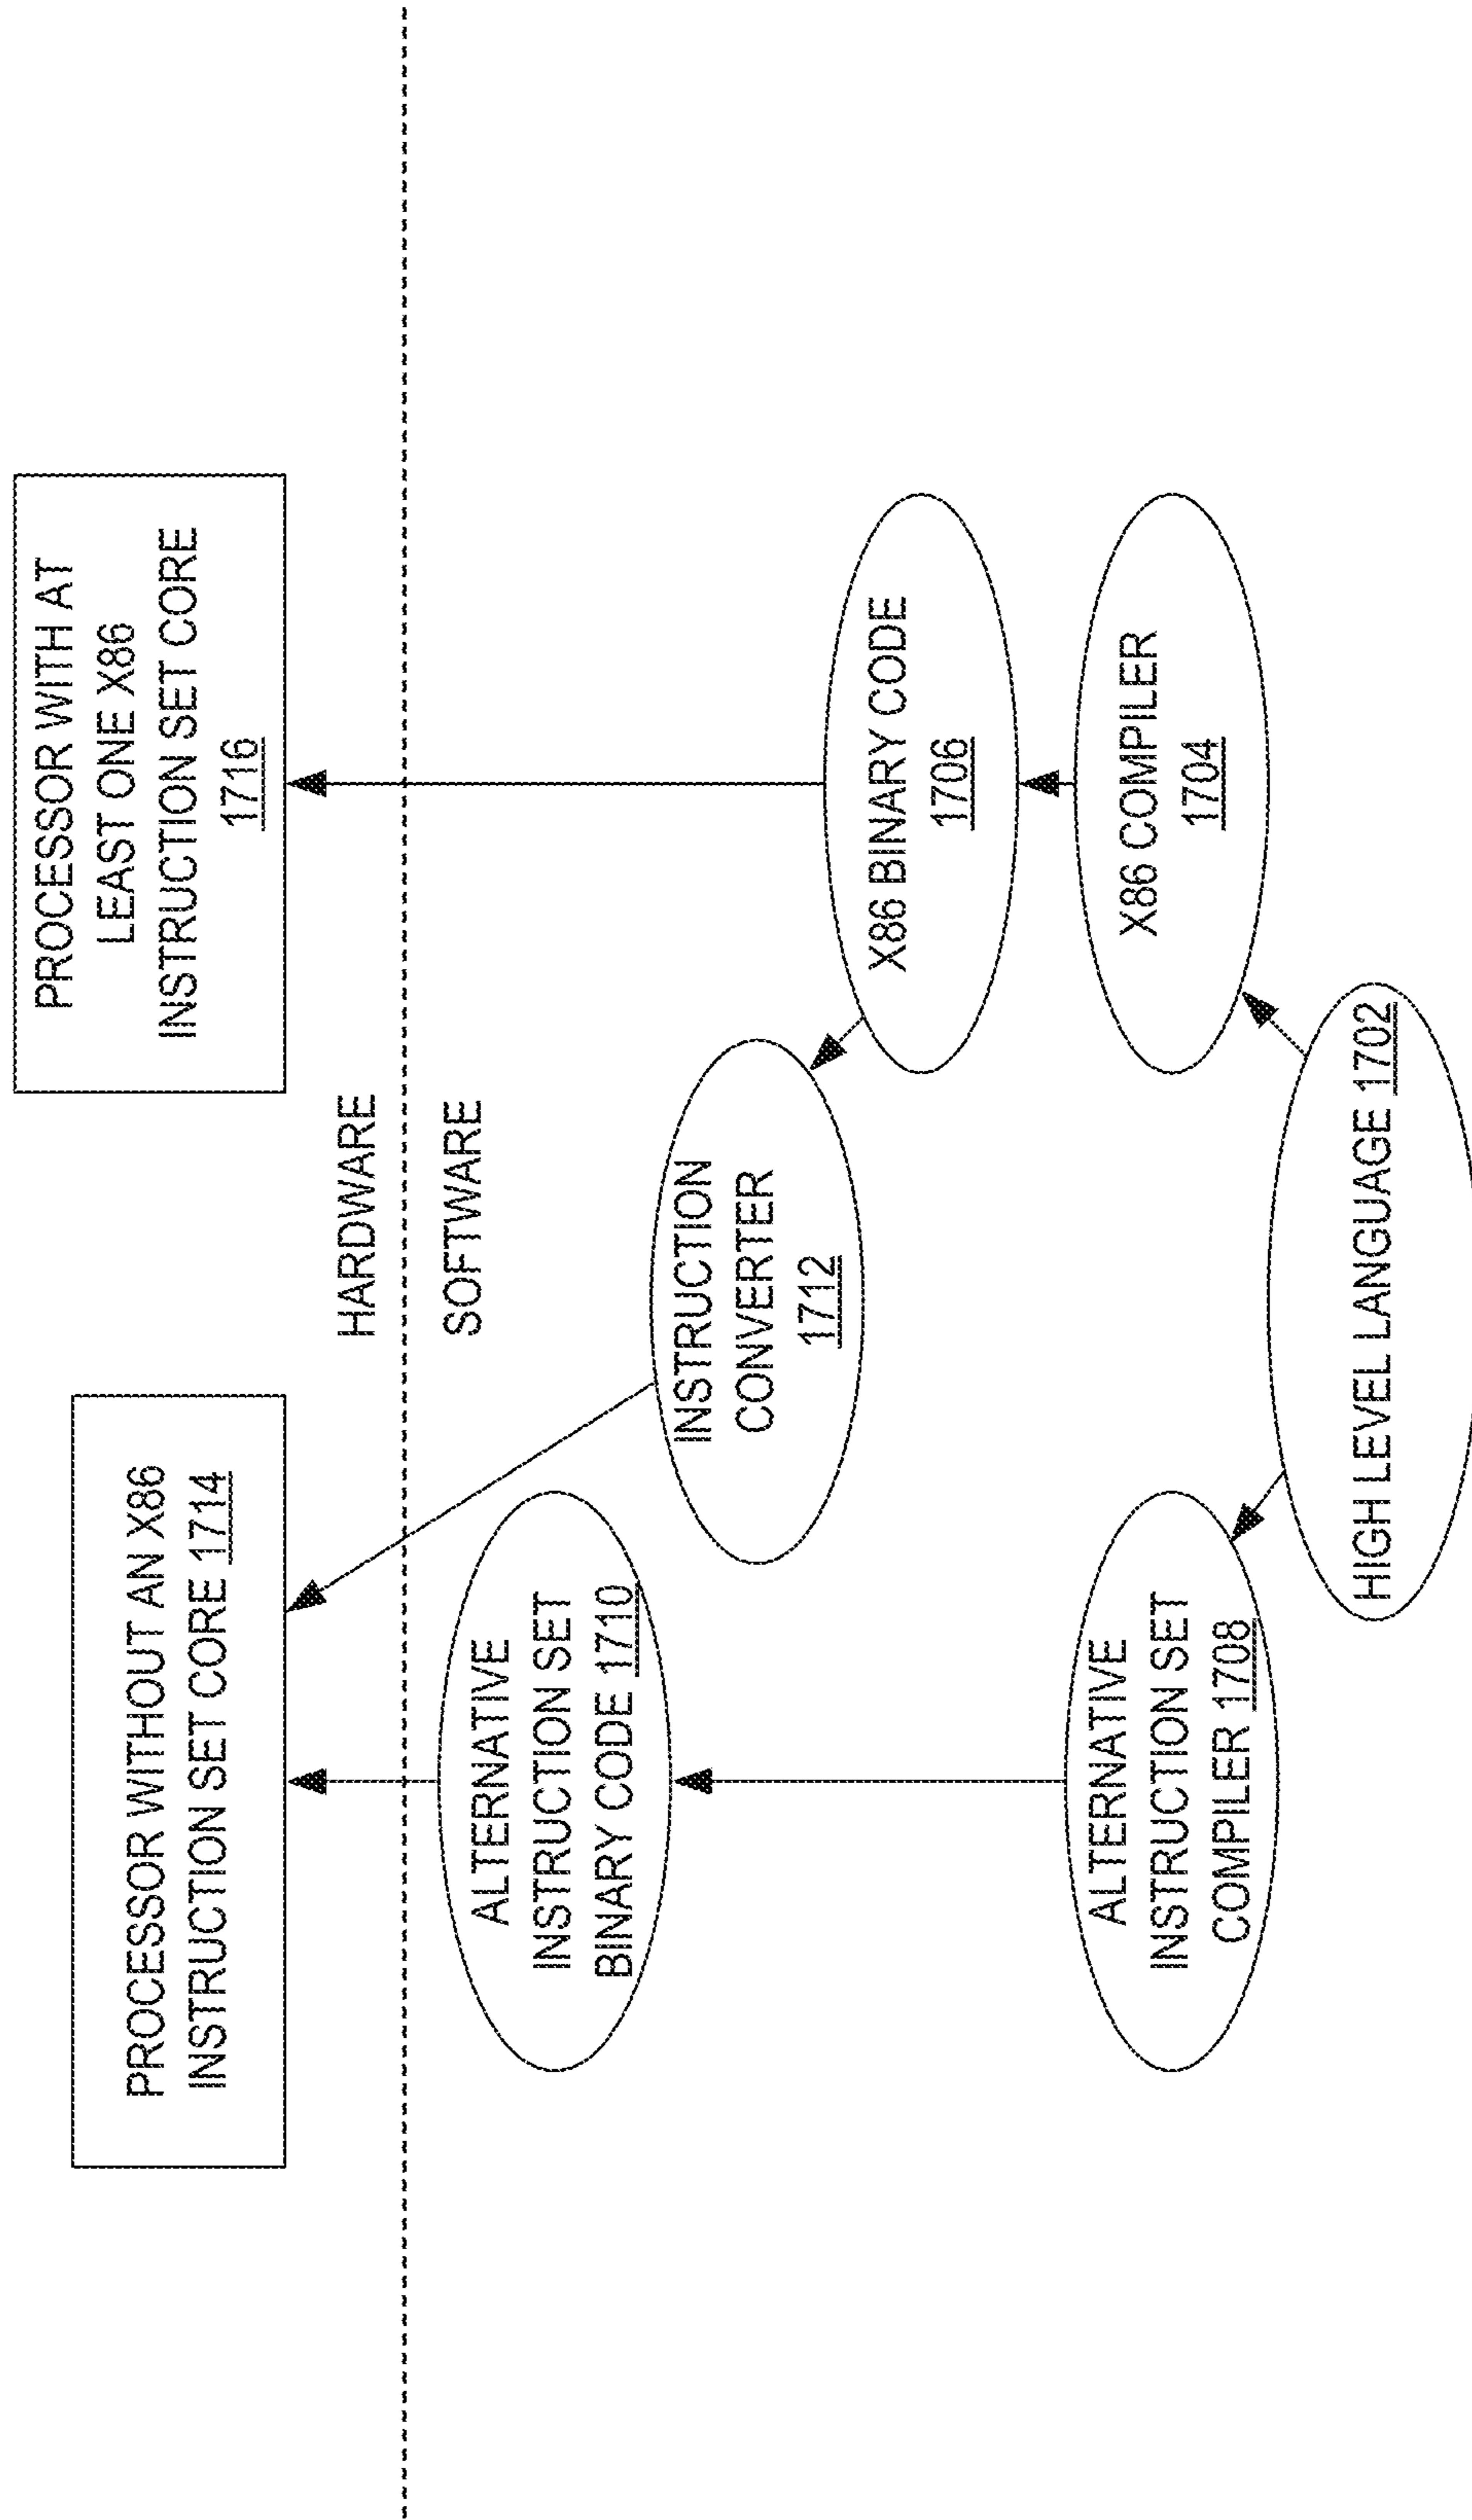 PROCESSOR WITHOUT AN X86
INSTRUCTION SET CORE 1714
PROCESSOR WITH AT
LEAST ONE X86
INSTRUCTION SET CORE
1716
HARDWARE
SOFTWARE
ALTERNATIVE
INSTRUCTION SET
BINARY CODE 1710
INSTRUCTION
CONVERTER
1712
X86 BINARY CODE
1706
ALTERNATIVE
INSTRUCTION SET
COMPILER 1708
X86 COMPILER
1704
HIGH LEVEL LANGUAGE 1702